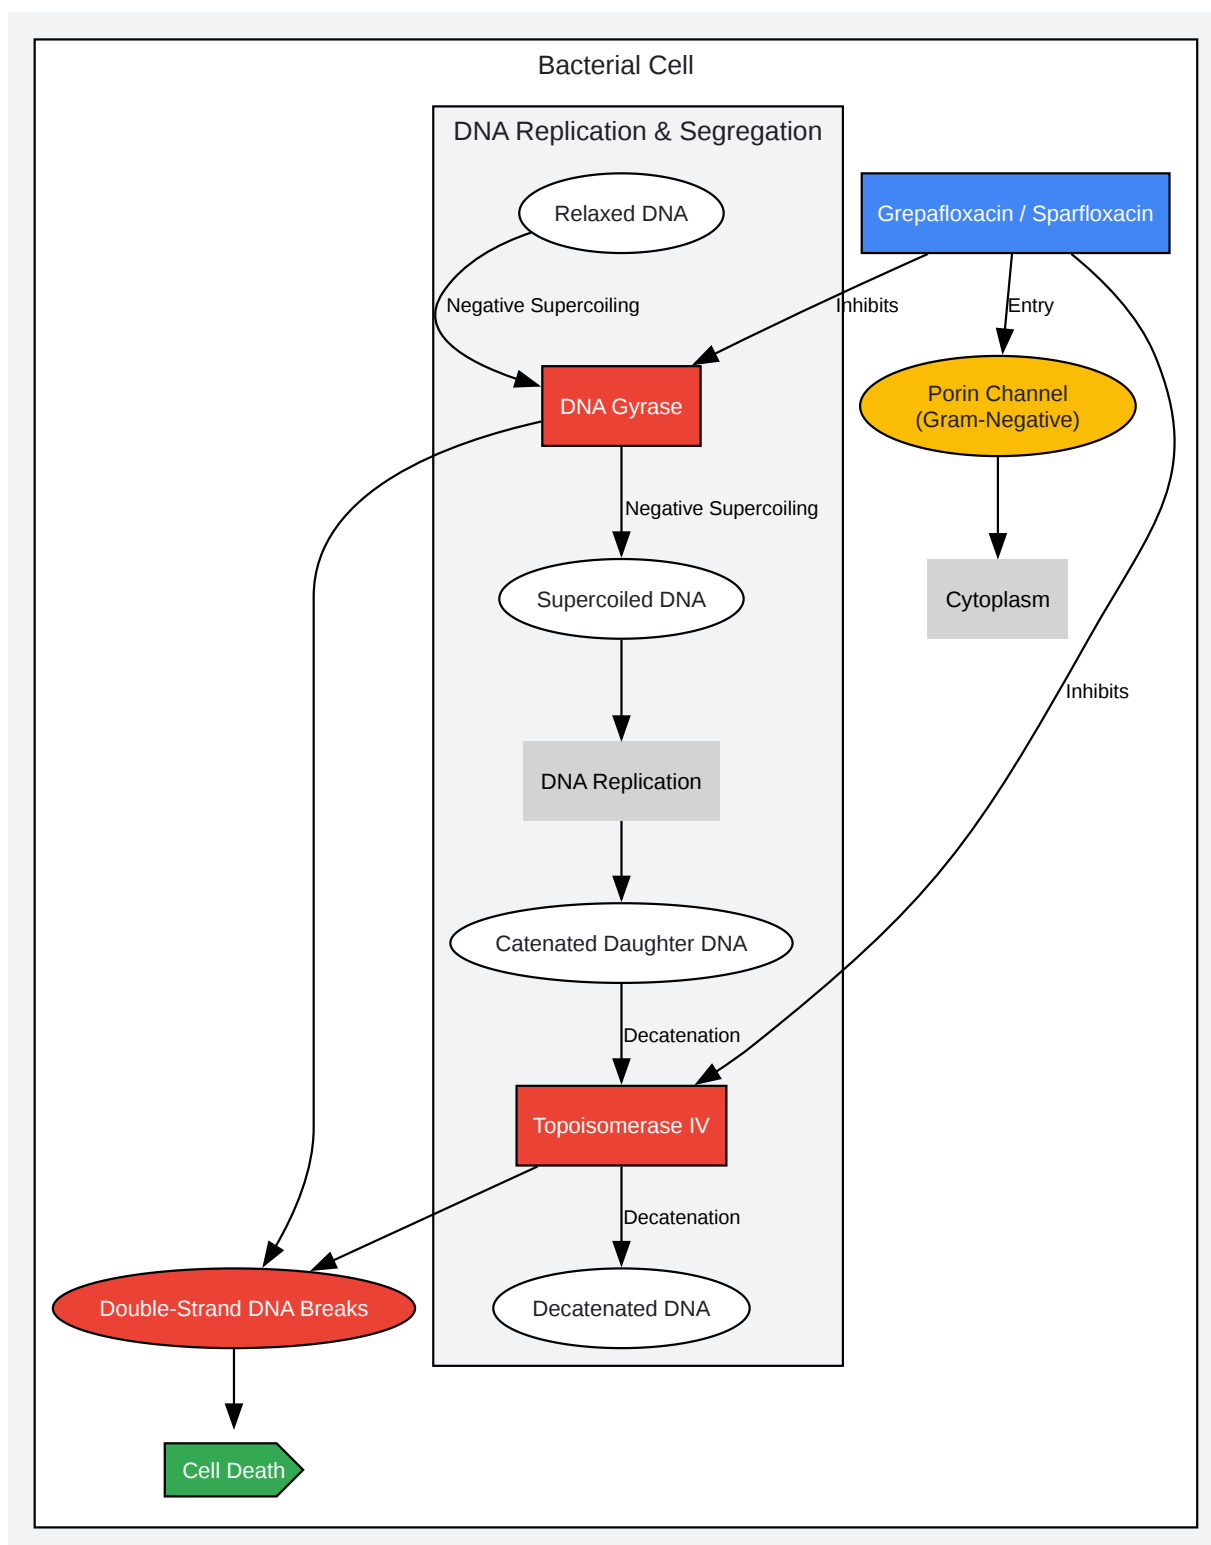 Bacterial Cell
DNA Replication & Segregation
Relaxed DNA
Grepafloxacin / Sparfloxacin
Negative Supercoiling
Inhibits
Entry
DNA Gyrase
Porin Channel
(Gram-Negative)
Negative Supercoiling
Supercoiled DNA
Cytoplasm
Inhibits
DNA Replication
Catenated Daughter DNA
Decatenation
Topoisomerase IV
Decatenation
Double-Strand DNA Breaks
Decatenated DNA
Cell Death